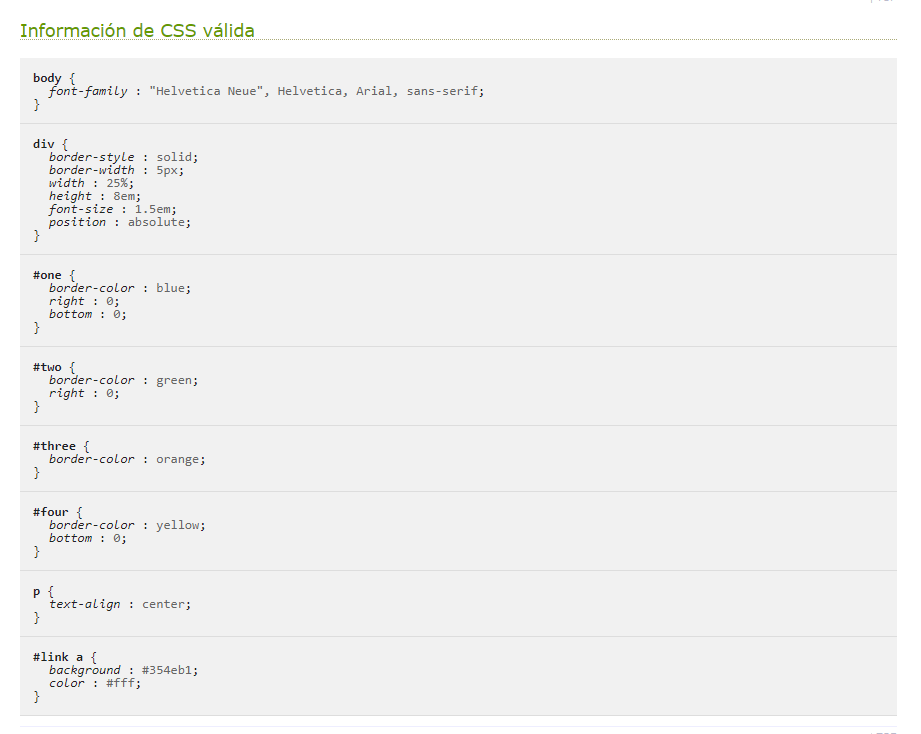 Información de CSS válida
body {
font-family : "Helvetica Neue", Helvetica, Arial, sans-serif;
}
div {
border-style : solid;
border-width : 5px;
width : 25%;
height : 8em;
font-size : 1.5em;
position : absolute;
}
#one {
border-color : blue;
right : 0;
bottom : 0;
}
#two {
border-color : green;
right : 0;
}
#three {
border-color : orange;
}
#four {
border-color : yellow;
bottom : 0;
}
p {
text-align : center;
}
#link a {
background : #354eb1;
color : #fff;
}